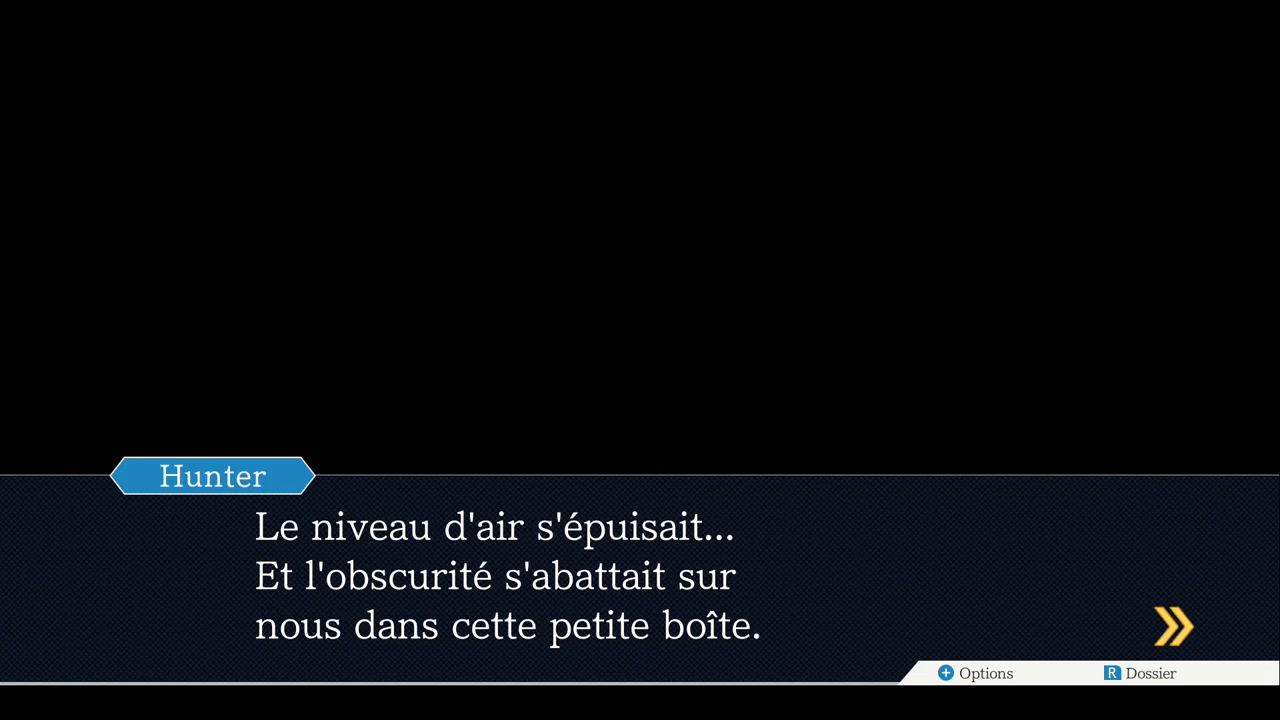 Hunter
Le niveau d'air s'épuisait...
Et l'obscurité s'abattait sur
nous dans cette petite boîte.
+ Options R Dossier